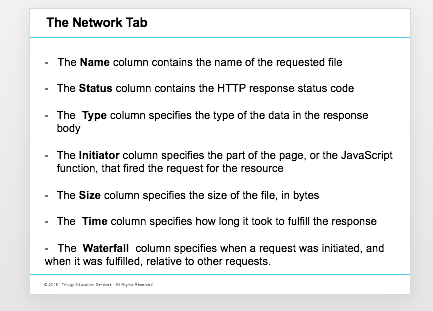 The Network Tab
- The Name column contains the name of the requested file
- The Status column contains the HTTP response status code
- The Type column specifies the type of the data in the response
body
- The Initiator column specifies the part of the page, or the JavaScript
function, that fired the request for the resource
- The Size column specifies the size of the file, in bytes
- The Time column specifies how long it took to fulfill the response
- The Waterfall column specifies when a request was initiated, and
when it was fulfilled, relative to other requests.
Trilogy Education Services All Rights Reserved